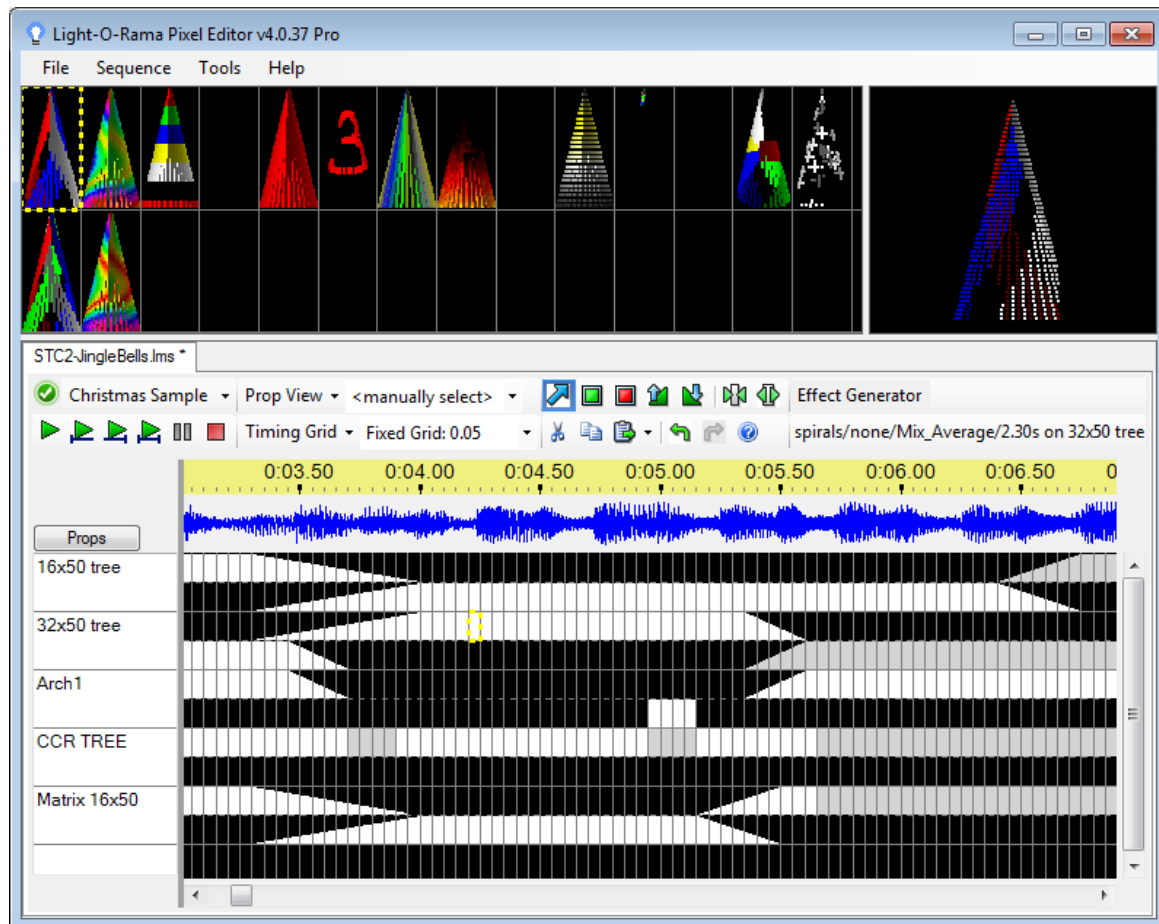 Light-O-Rama Pixel Editor v4.0.37 Pro
File Sequence Tools Help
3
STC2-JingleBells.lms *
Christmas Sample Prop View <manually select> Effect Generator
Timing Grid Fixed Grid: 0.05 spirals/none/Mix_Average/2.30s on 32x50 tree
0:03.50 0:04.00 0:04.50 0:05.00 0:05.50 0:06.00 0:06.50 0
Props
16x50 tree
32x50 tree
Arch1
CCR TREE
Matrix 16x50